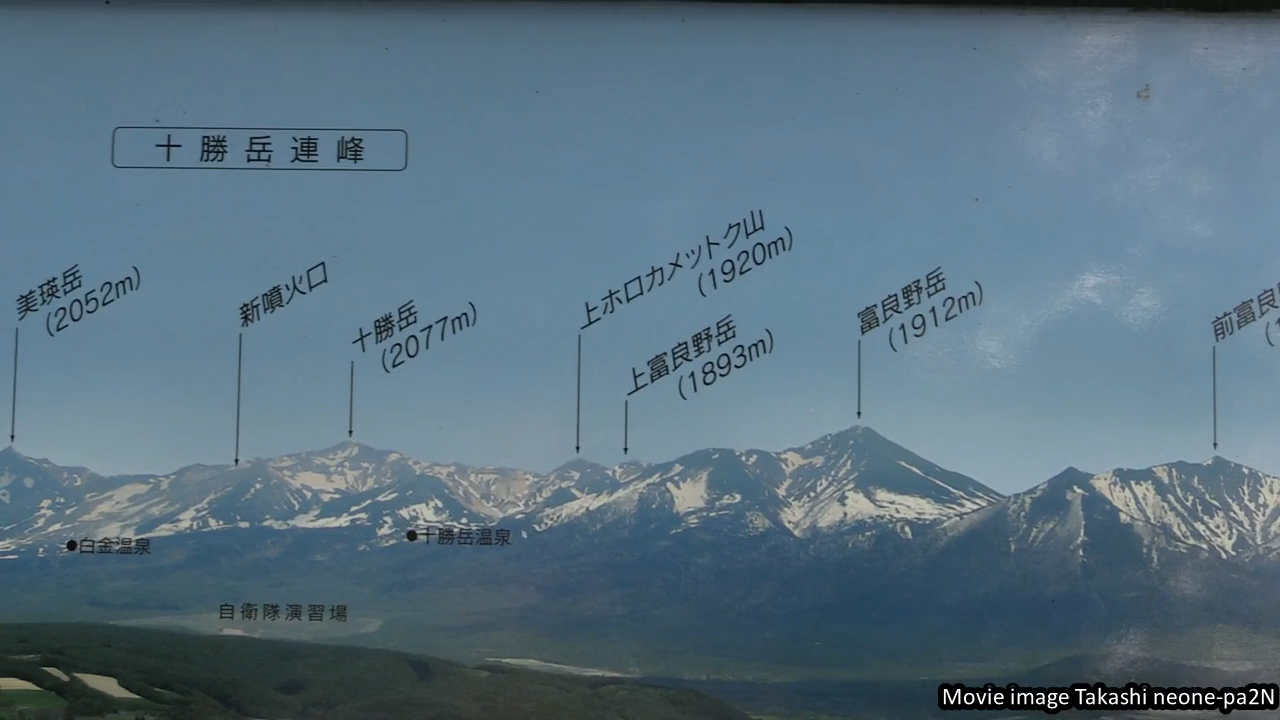 十勝岳連峰
美瑛岳
(2052m)
新噴火口
十勝岳
(2077m)
上ホロカメットク山
(1920m)
上富良野岳
(1893m)
富良野岳
(1912m)
前富良
●白金温泉
●十勝岳温泉
自衛隊演習場
Movie image Takashi neone-pa2N